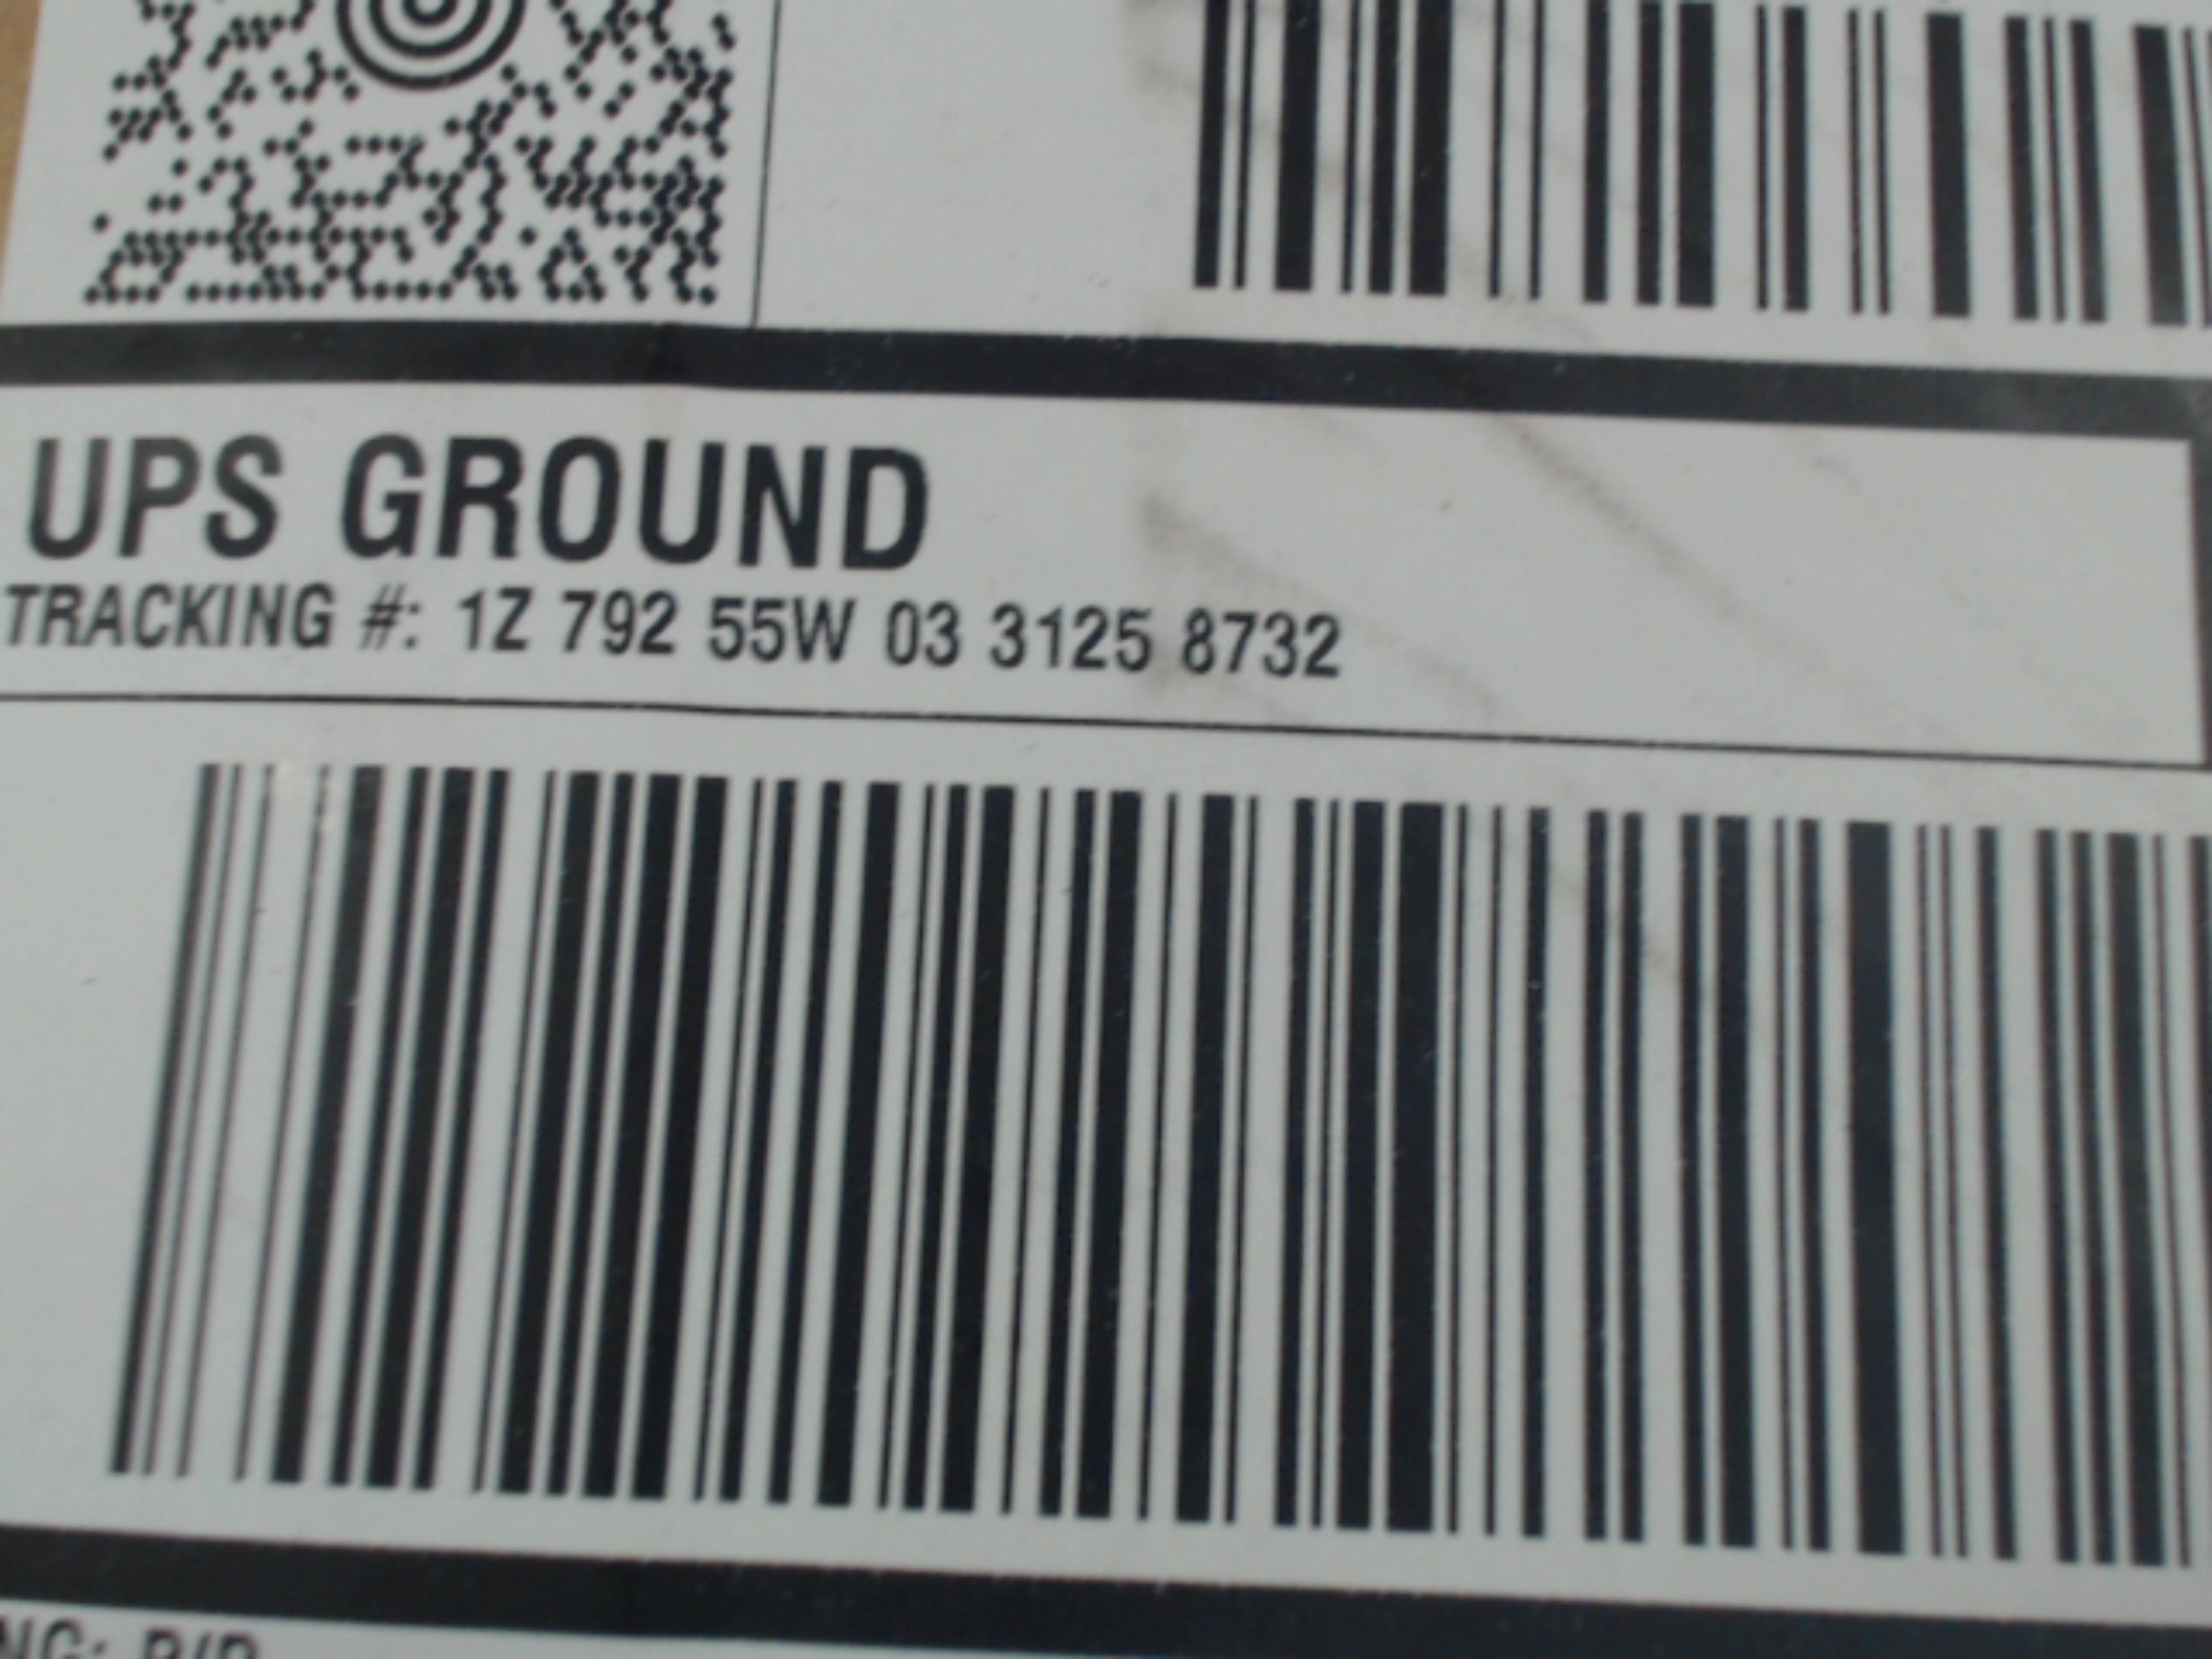 UPS GROUND
TRACKING #: 1Z 792 55W 03 3125 8732